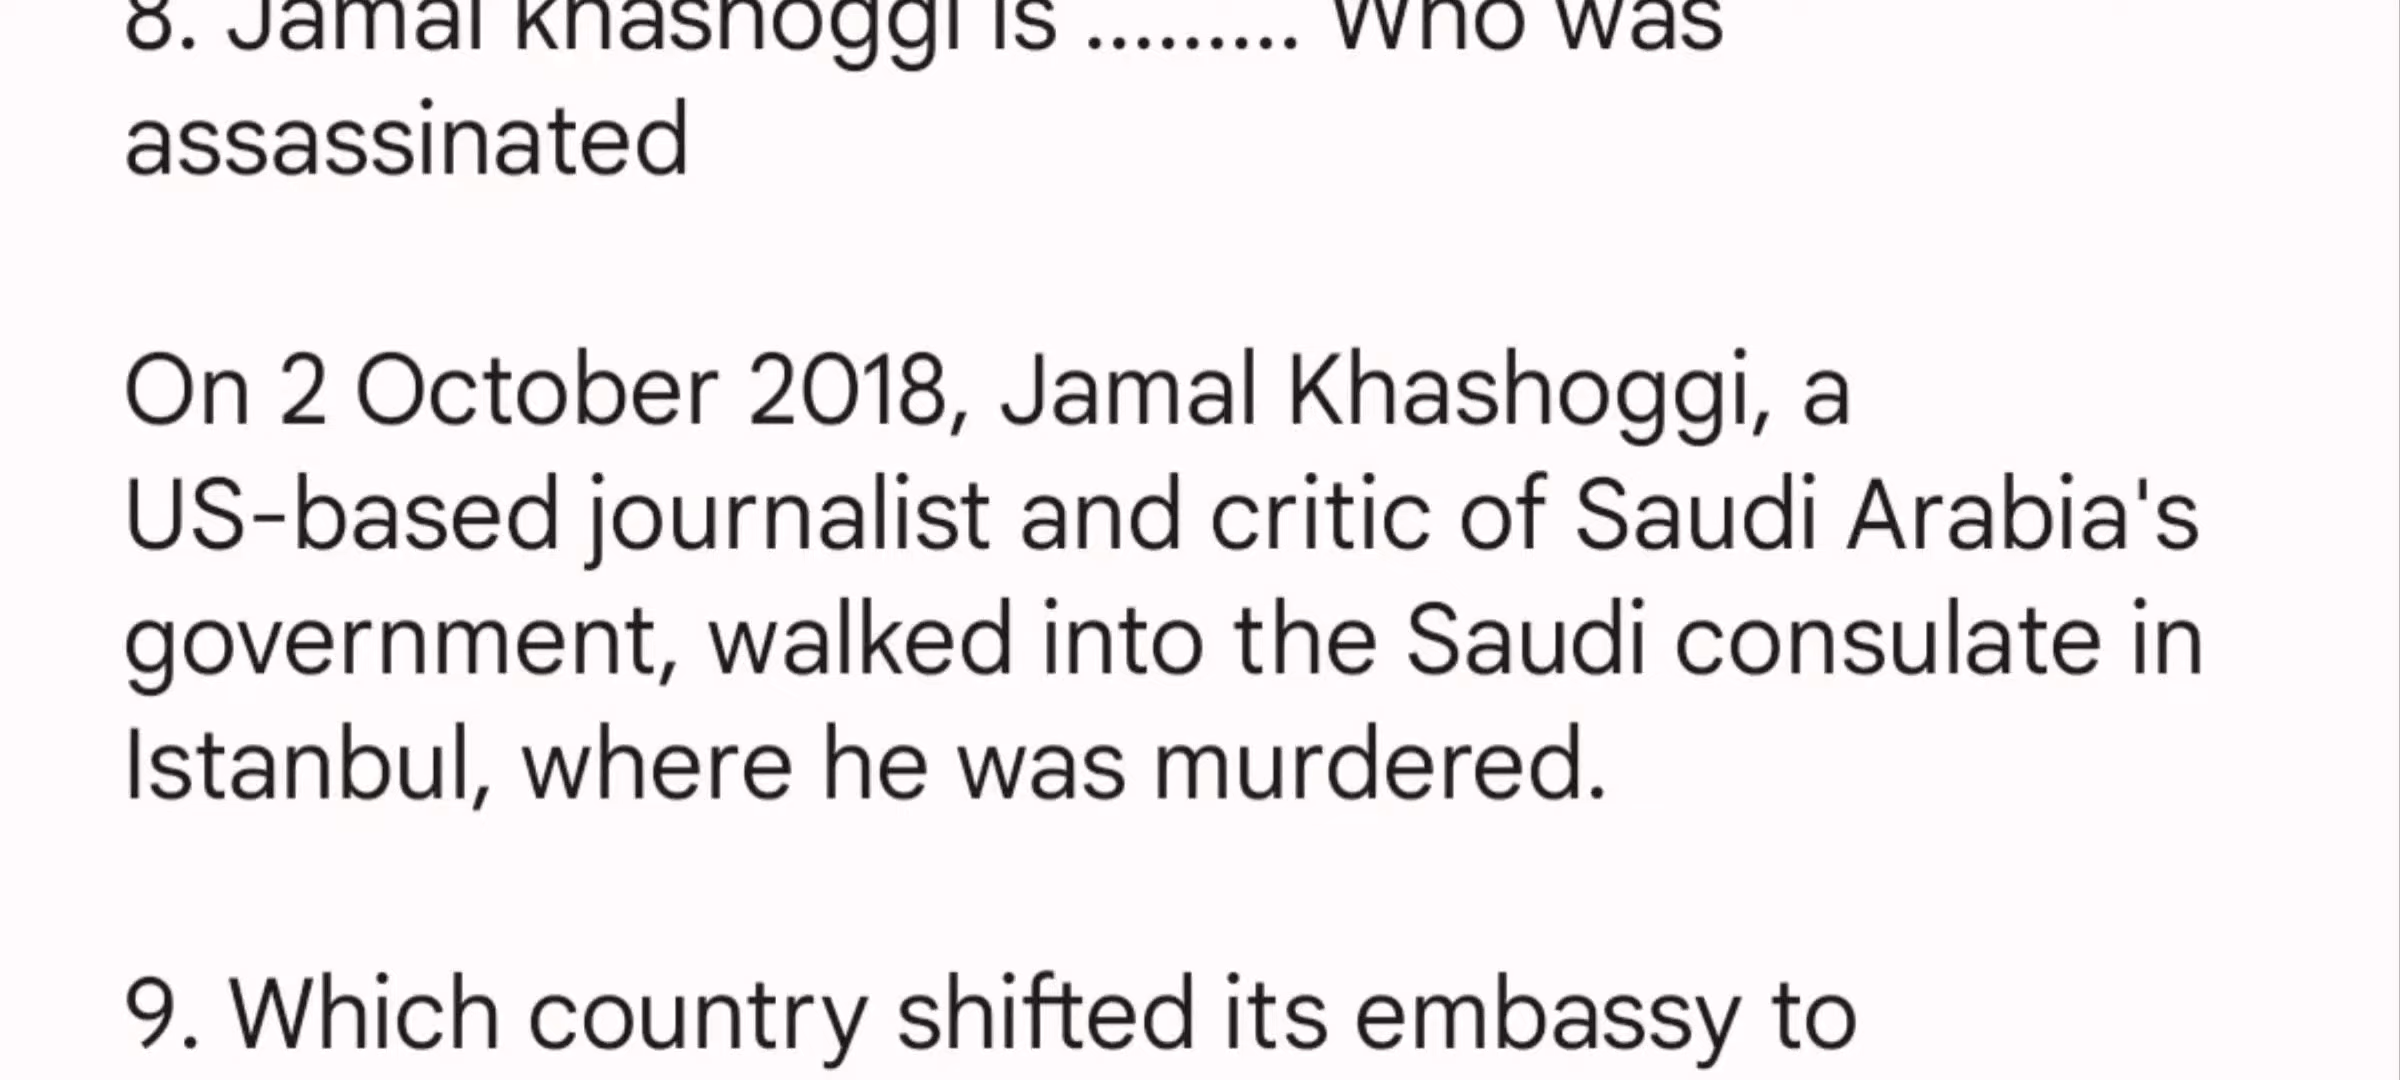 8. Jamal khashoggi is ......... Who was
assassinated
On 2 October 2018, Jamal Khashoggi, a
US-based journalist and critic of Saudi Arabia's
government, walked into the Saudi consulate in
Istanbul, where he was murdered.
9. Which country shifted its embassy to